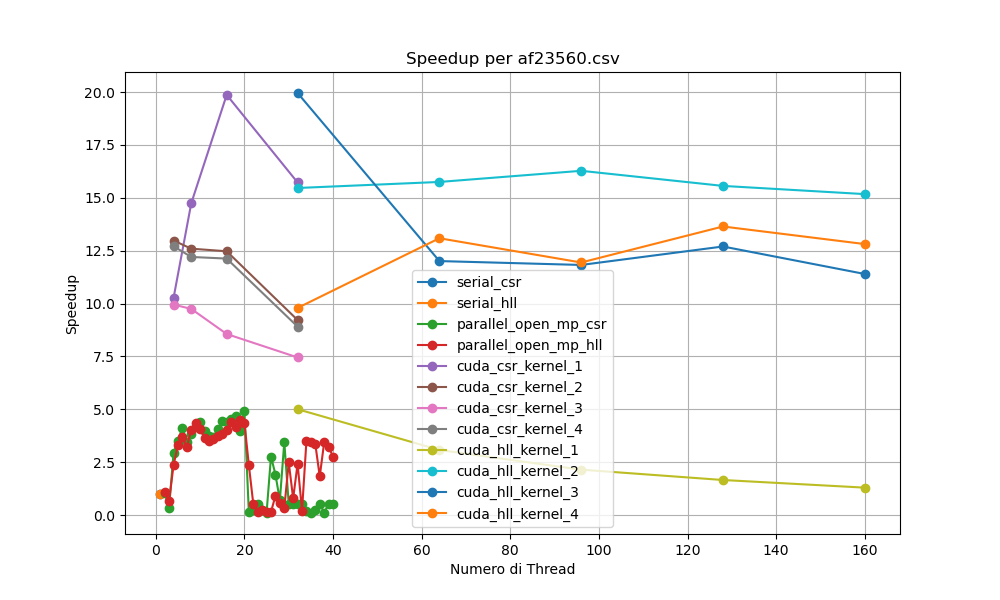 Speedup per af23560.csv
20.0
17.5
15.0
12.5
10.0
7.5
5.0
2.5
0.0
Speedup
serial_csr
serial_hll
parallel_open_mp_csr
parallel_open_mp_hll
cuda_csr_kernel_1
cuda_csr_kernel_2
cuda_csr_kernel_3
cuda_csr_kernel_4
cuda_hll_kernel_1
cuda_hll_kernel_2
cuda_hll_kernel_3
cuda_hll_kernel_4
0 20 40 60 80 100 120 140 160
Numero di Thread